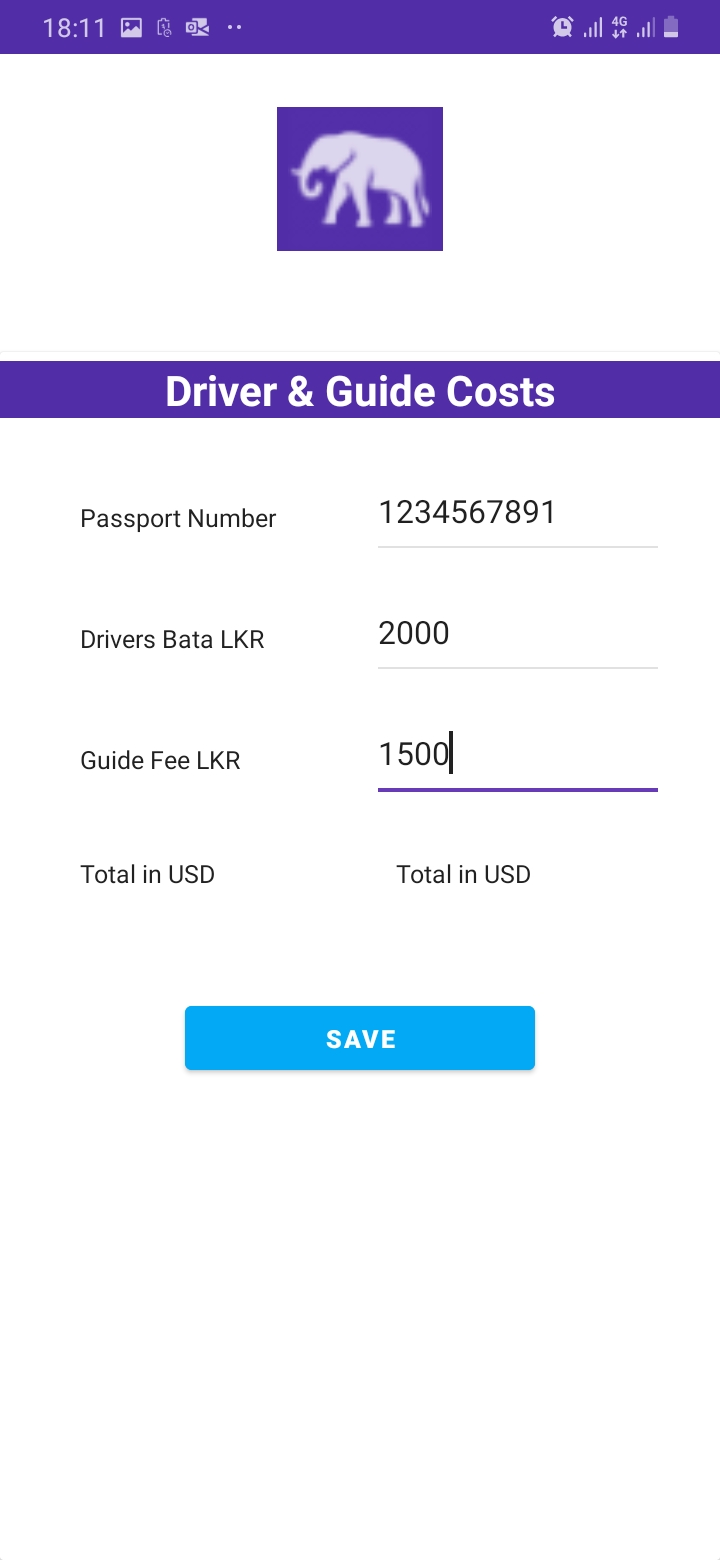 18:11
4G
Driver & Guide Costs
Passport Number 1234567891
Drivers Bata LKR 2000
Guide Fee LKR 1500
Total in USD Total in USD
SAVE